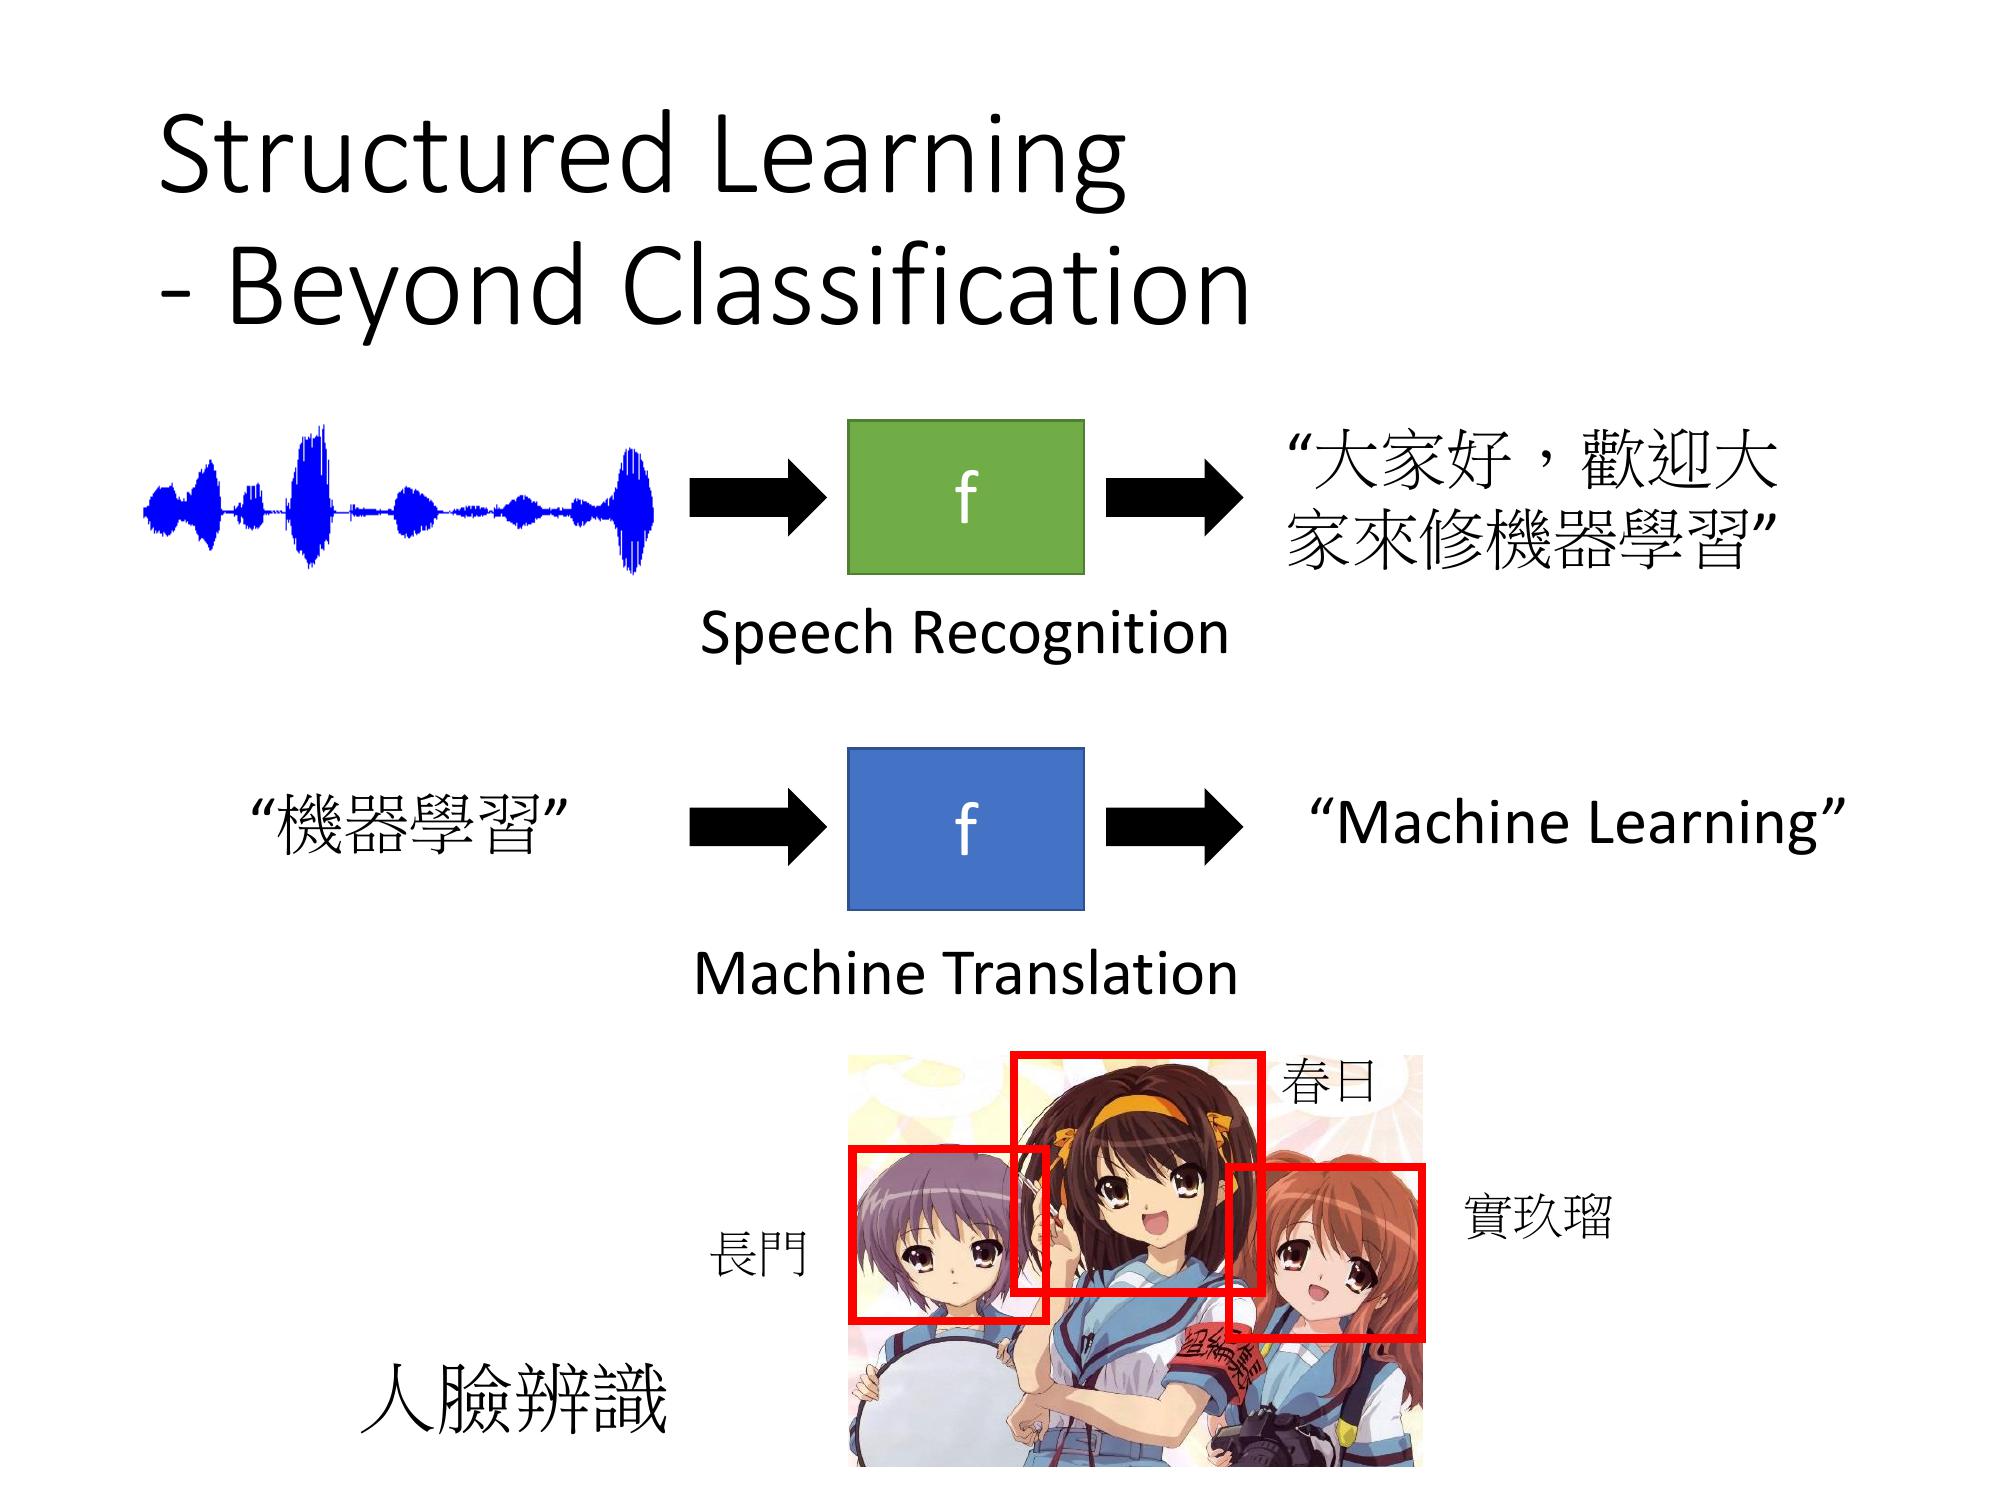 Structured Learning
- Beyond Classification
f
“大家好，歡迎大
家來修機器學習”
Speech Recognition
“機器學習”
f
“Machine Learning”
Machine Translation
春日
實玖瑠
長門
人臉辨識